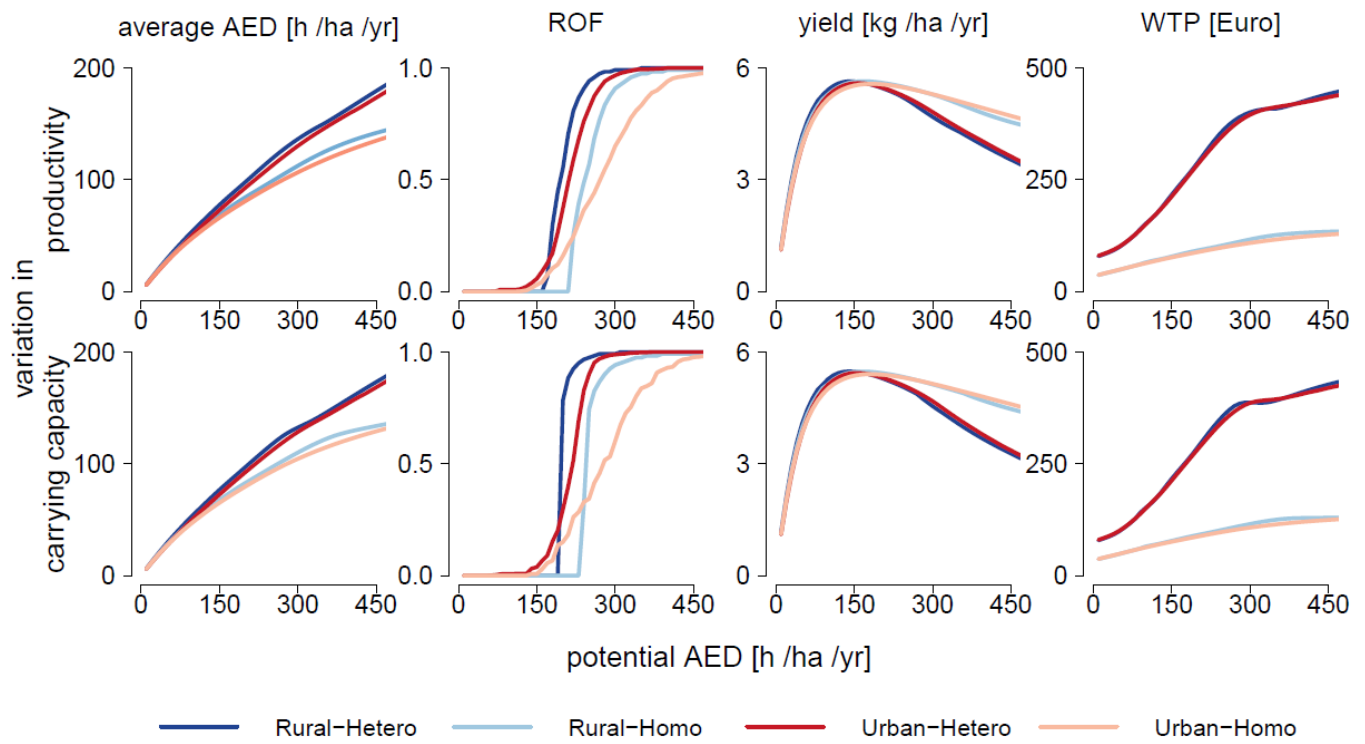 average AED [h /ha /yr] ROF yield [kg /ha /yr] WTP [Euro]
variation in
productivity
carrying capacity
200 1.0 6 500
100 0.5 3 250
0 0.0 0 0
0 150 300 450 0 150 300 450 0 150 300 450 0 150 300 450
200 1.0 6 500
100 0.5 3 250
0 0.0 0 0
0 150 300 450 0 150 300 450 0 150 300 450 0 150 300 450
potential AED [h /ha /yr]
Rural−Hetero Rural−Homo Urban−Hetero Urban−Homo